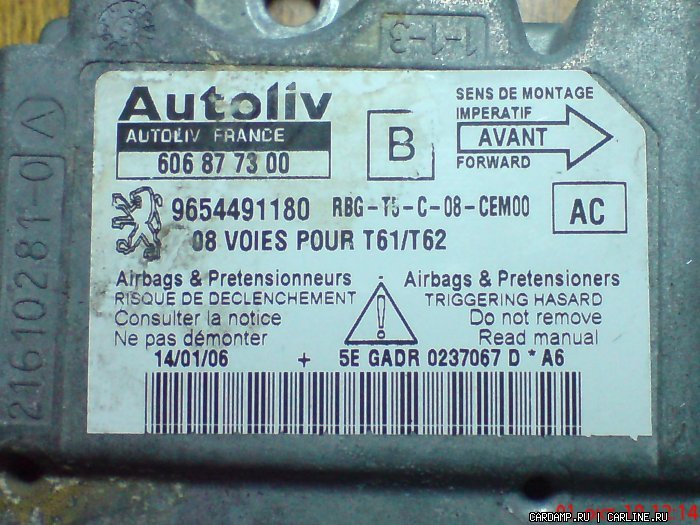 1-1-3
Autoliv
AUTOLIV FRANCE
606 87 73 00
B
SENS DE MONTAGE
IMPERATIF
AVANT
FORWARD
9654491180 RBG-T5-C-08-CEM00
AC
08 VOIES POUR T61/T62
Airbags & Pretensionneurs
RISQUE DE DECLENCHEMENT
Consulter la notice
Ne pas démonter
Airbags & Pretensioners
TRIGGERING HASARD
Do not remove
Read manual
14/01/06 + 5E GADR 0237067 D * A6
21610281-0 A
CARDAMP.RU | CARLINE.RU